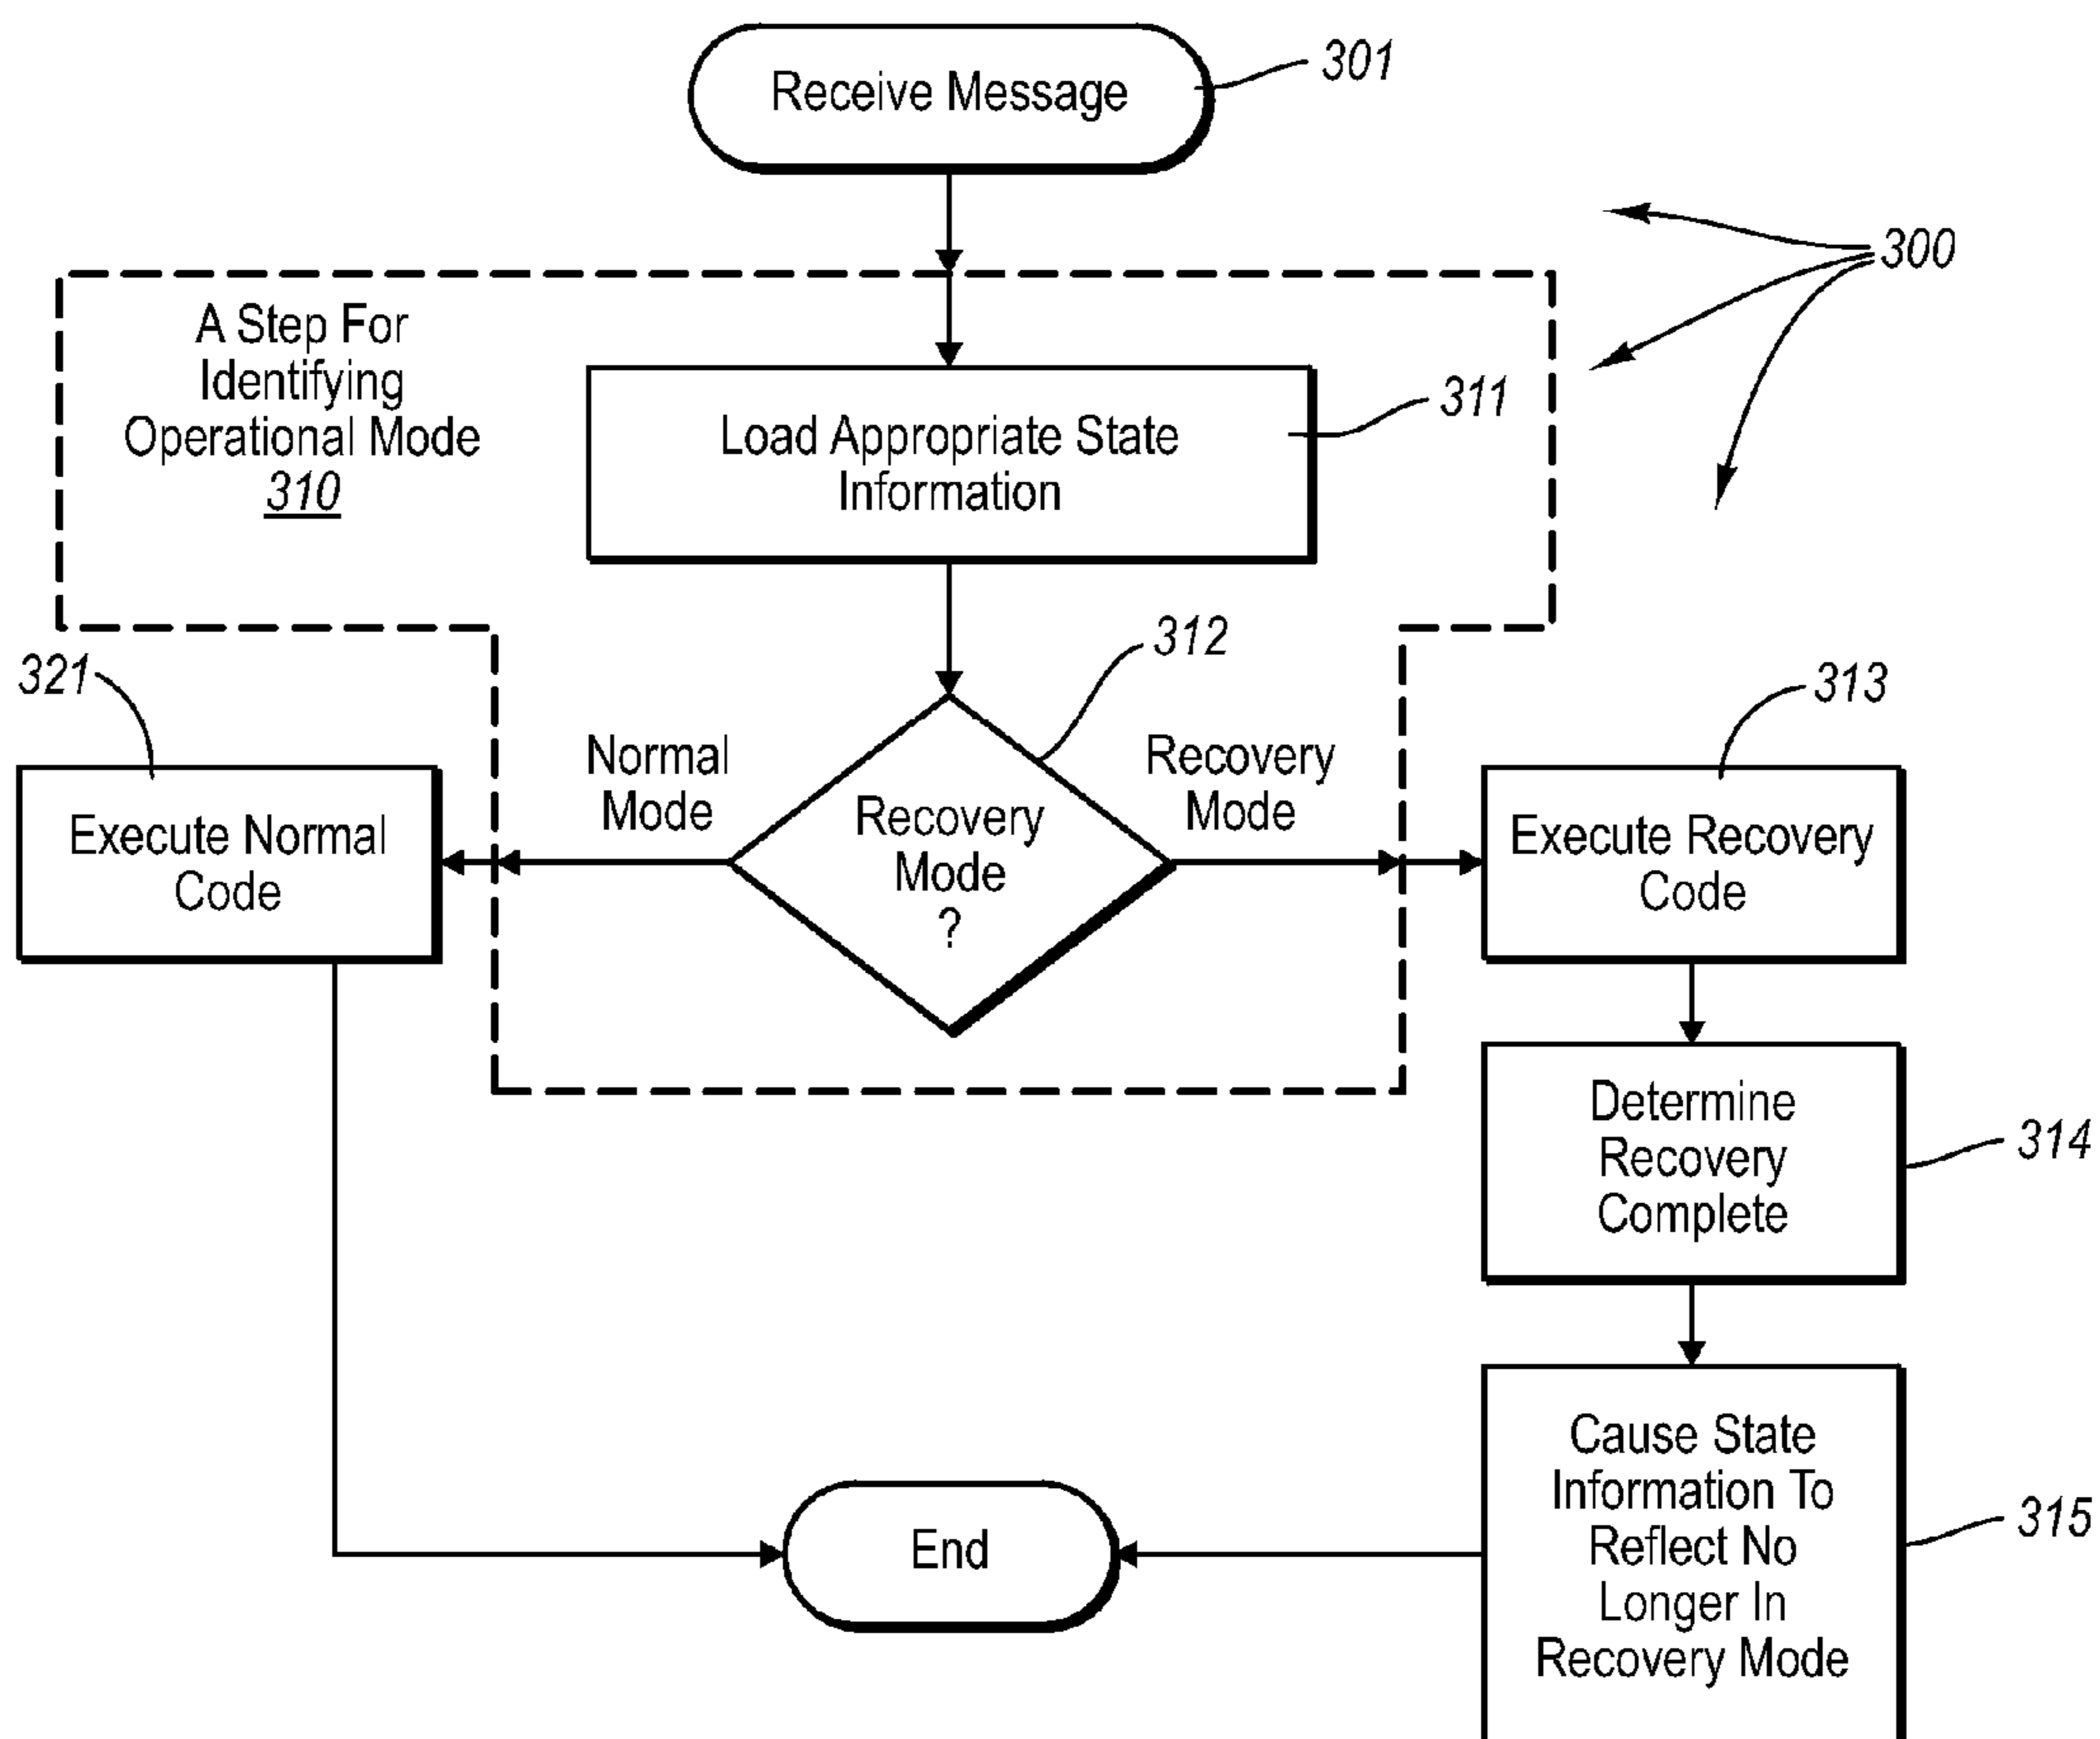 Receive Message
301
300
A Step For
Identifying
Operational Mode
310
Load Appropriate State
Information
311
312
321
Normal
Mode
Recovery
Mode
Recovery
Mode
?
313
Execute Normal
Code
Execute Recovery
Code
Determine
Recovery
Complete
314
Cause State
Information To
Reflect No
Longer In
Recovery Mode
315
End